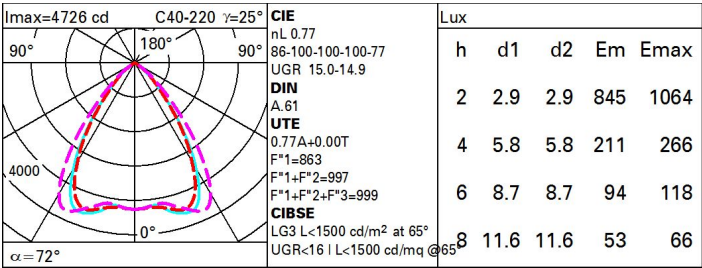 Imax=4726 cd C40-220 γ=25°
90° 180° 90°
4000
0°
α=72°
CIE
nL 0.77
86-100-100-100-77
UGR 15.0-14.9
DIN
A.61
UTE
0.77A+0.00T
F"1=863
F"1+F"2=997
F"1+F"2+F"3=999
CIBSE
LG3 L<1500 cd/m² at 65°
UGR<16 | L<1500 cd/mq @65°
Lux
h d1 d2 Em Emax
2 2.9 2.9 845 1064
4 5.8 5.8 211 266
6 8.7 8.7 94 118
8 11.6 11.6 53 66